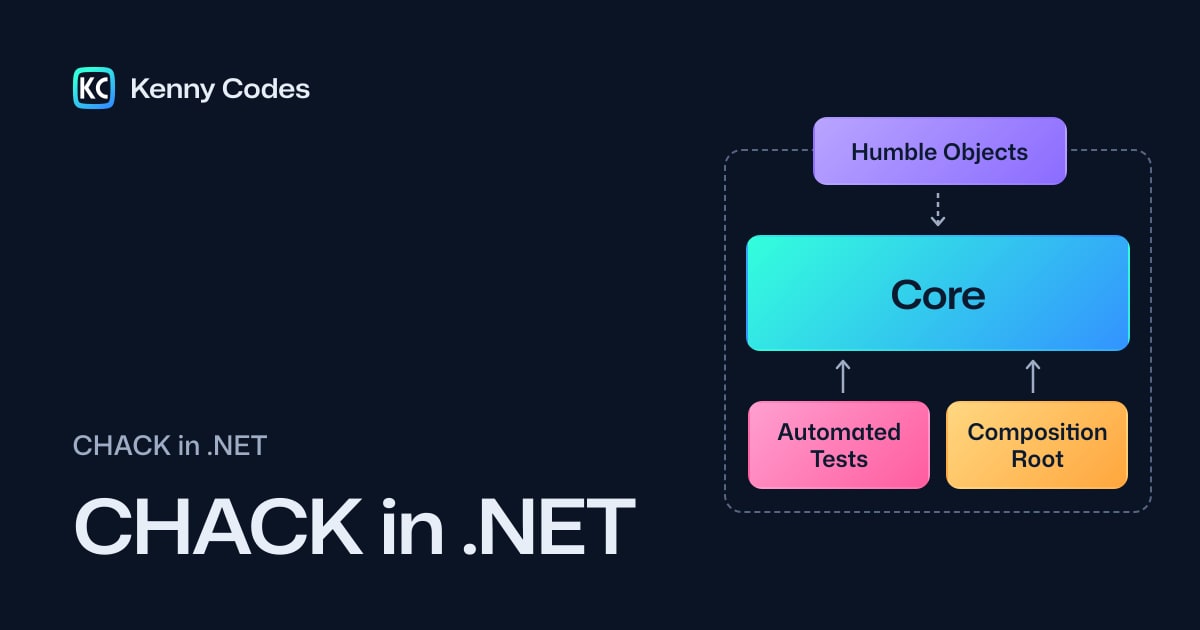 KC
Kenny Codes
Humble Objects
Core
Automated
Tests
Composition
Root
CHACK in .NET
CHACK in .NET